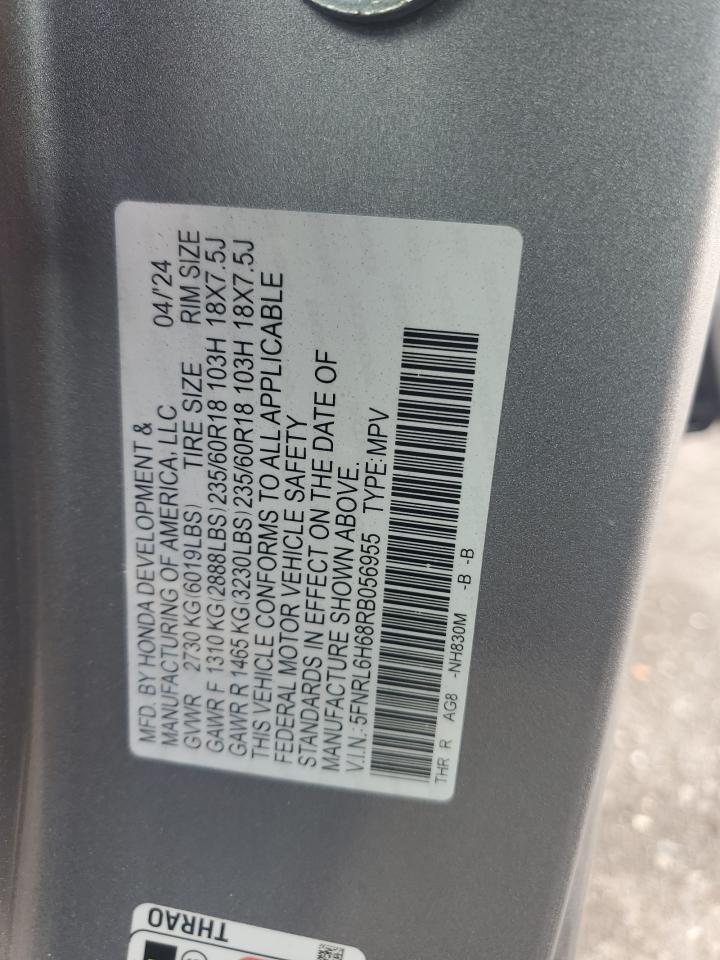 MFD. BY HONDA DEVELOPMENT &
MANUFACTURING OF AMERICA, LLC 04/'24
GVWR 2730 KG(6019LBS) TIRE SIZE RIM SIZE
GAWR F 1310 KG(2888LBS)235/60R18 103H 18X7.5J
GAWR R 1465 KG(3230LBS)235/60R18 103H 18X7.5J
THIS VEHICLE CONFORMS TO ALL APPLICABLE
FEDERAL MOTOR VEHICLE SAFETY
STANDARDS IN EFFECT ON THE DATE OF
MANUFACTURE SHOWN ABOVE.
V.I.N.: 5FNRL6H68RB056955 TYPE: MPV
THR R AG8 -NH830M -B -B
THRAO